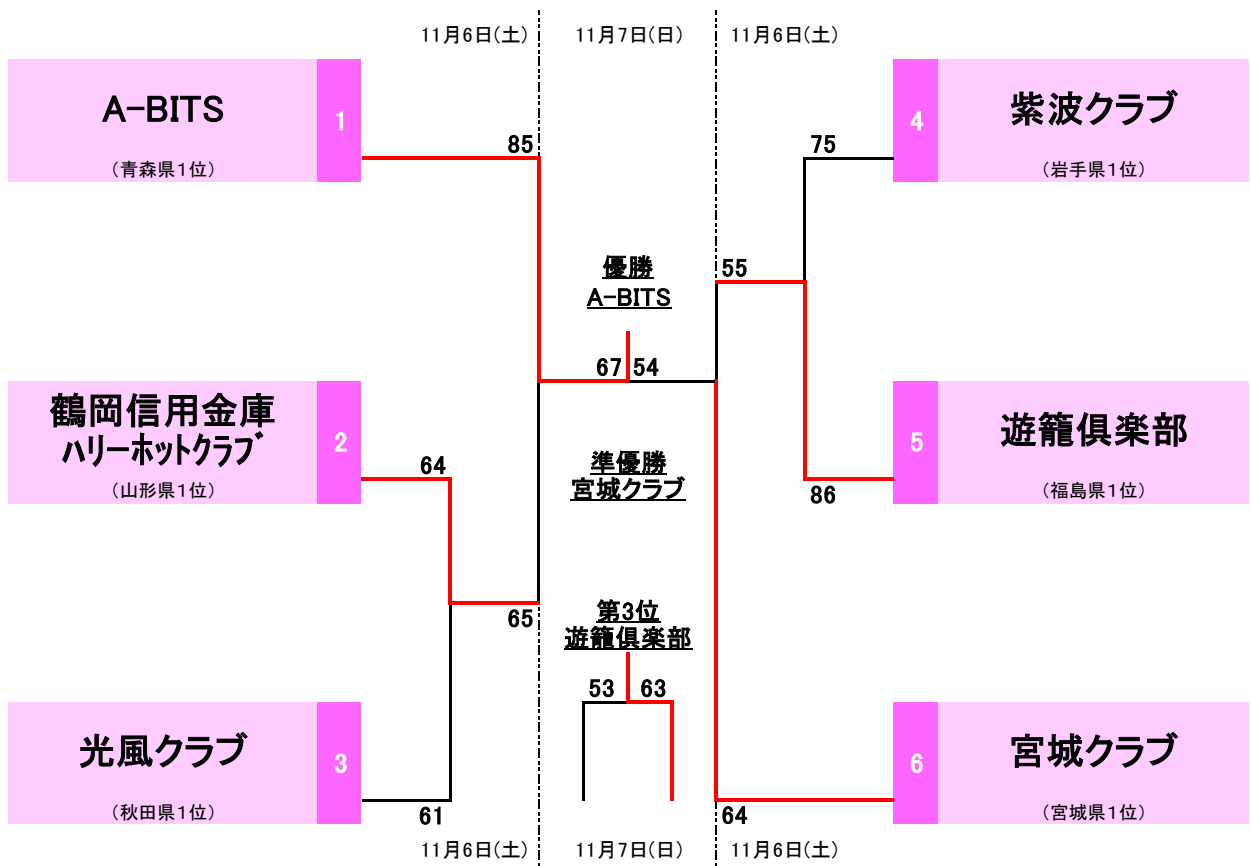 11月6日(土)
11月7日(日)
11月6日(土)
A-BITS
(青森県1位)
1
85
4
紫波クラブ
(岩手県1位)
75
優勝
A-BITS
55
67
54
鶴岡信用金庫
ハリーホットクラブ
(山形県1位)
2
64
準優勝
宮城クラブ
5
遊籠倶楽部
(福島県1位)
86
65
第3位
遊籠倶楽部
53
63
光風クラブ
(秋田県1位)
3
61
6
宮城クラブ
(宮城県1位)
64
11月6日(土)
11月7日(日)
11月6日(土)